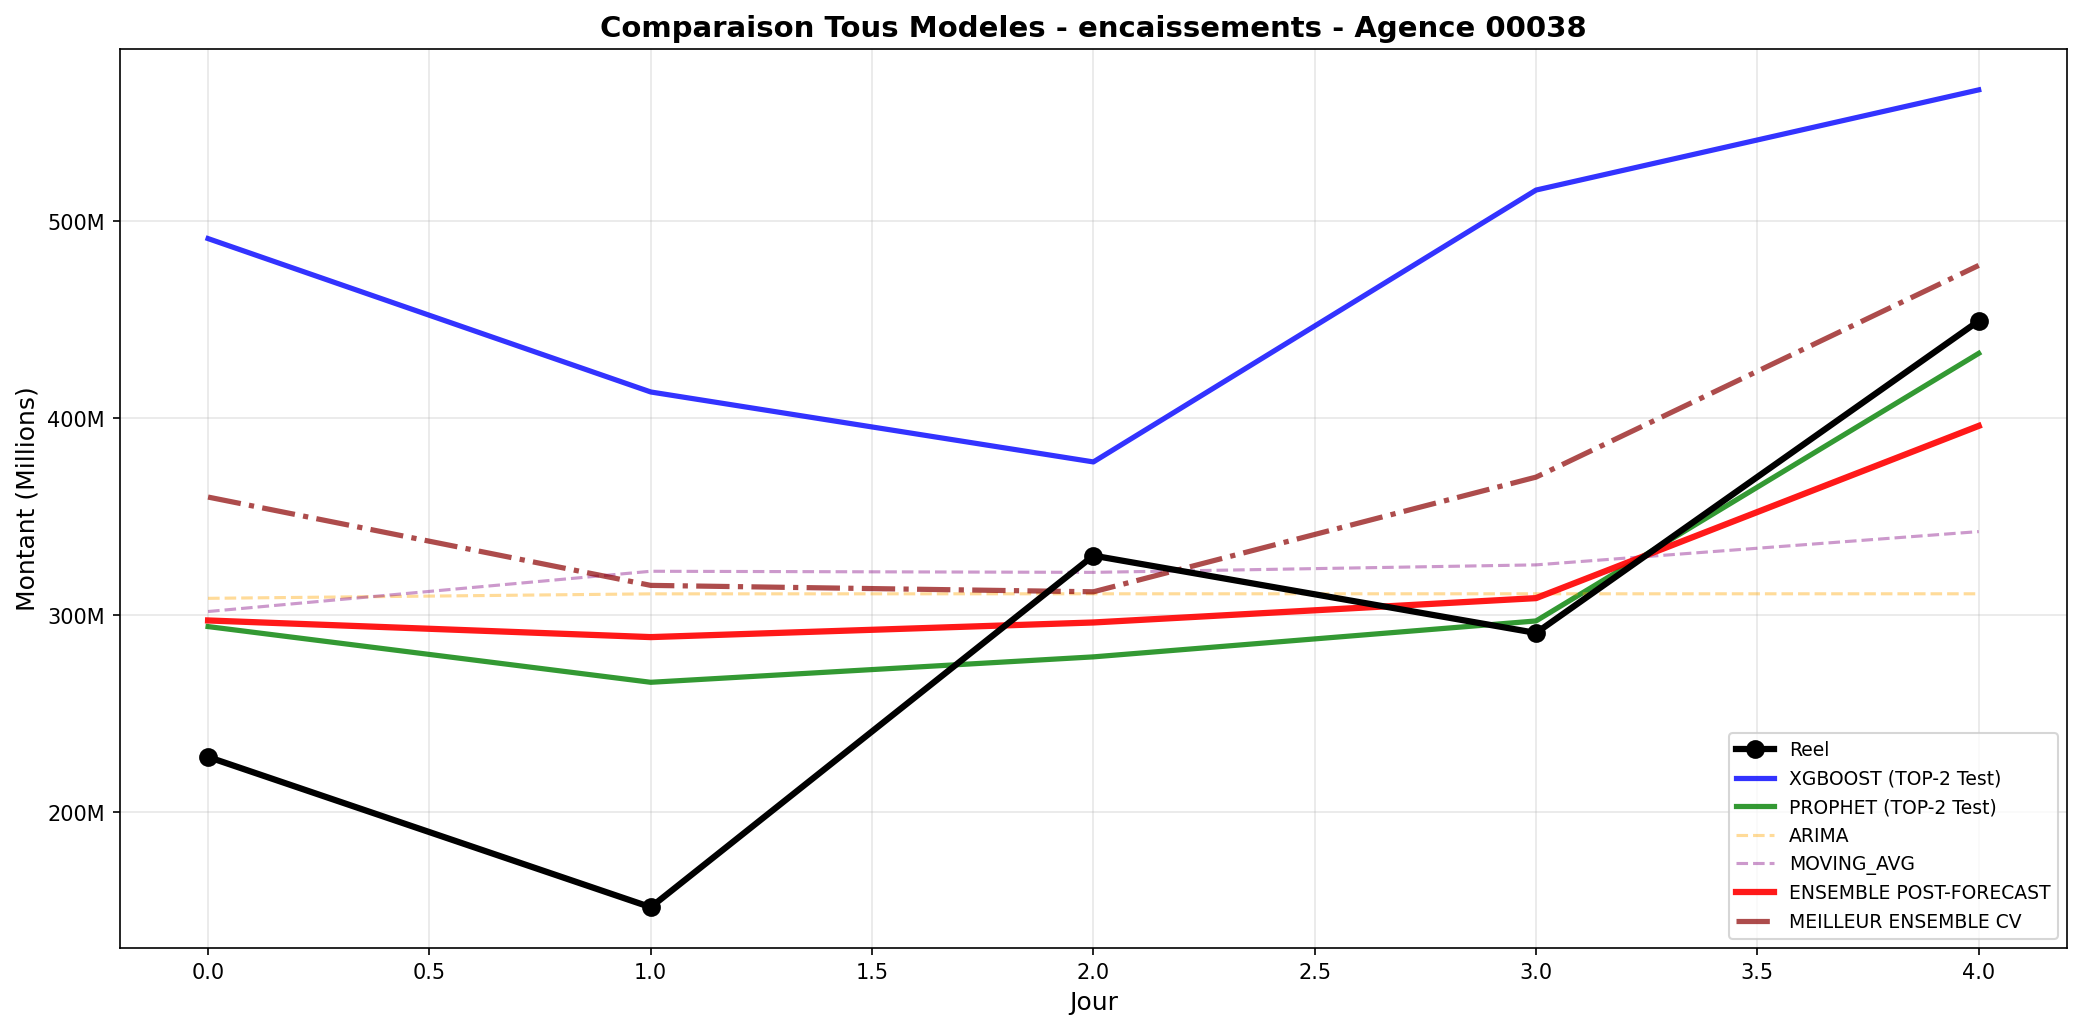 Comparaison Tous Modeles - encaissements - Agence 00038
Montant (Millions)
500M
400M
300M
200M
0.0 0.5 1.0 1.5 2.0 2.5 3.0 3.5 4.0
Jour
Reel
XGBOOST (TOP-2 Test)
PROPHET (TOP-2 Test)
ARIMA
MOVING_AVG
ENSEMBLE POST-FORECAST
MEILLEUR ENSEMBLE CV